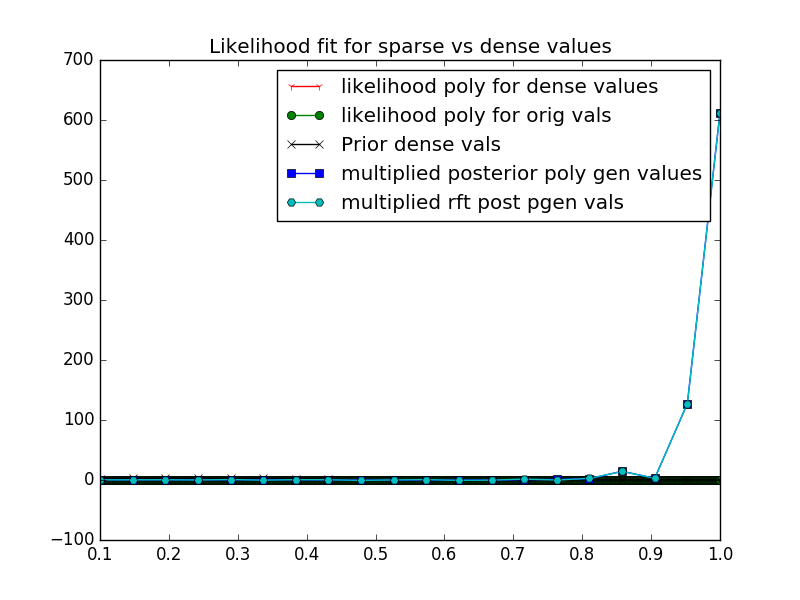 Likelihood fit for sparse vs dense values
700
600
500
400
300
200
100
0
−100
likelihood poly for dense values
likelihood poly for orig vals
Prior dense vals
multiplied posterior poly gen values
multiplied rft post pgen vals
0.1 0.2 0.3 0.4 0.5 0.6 0.7 0.8 0.9 1.0